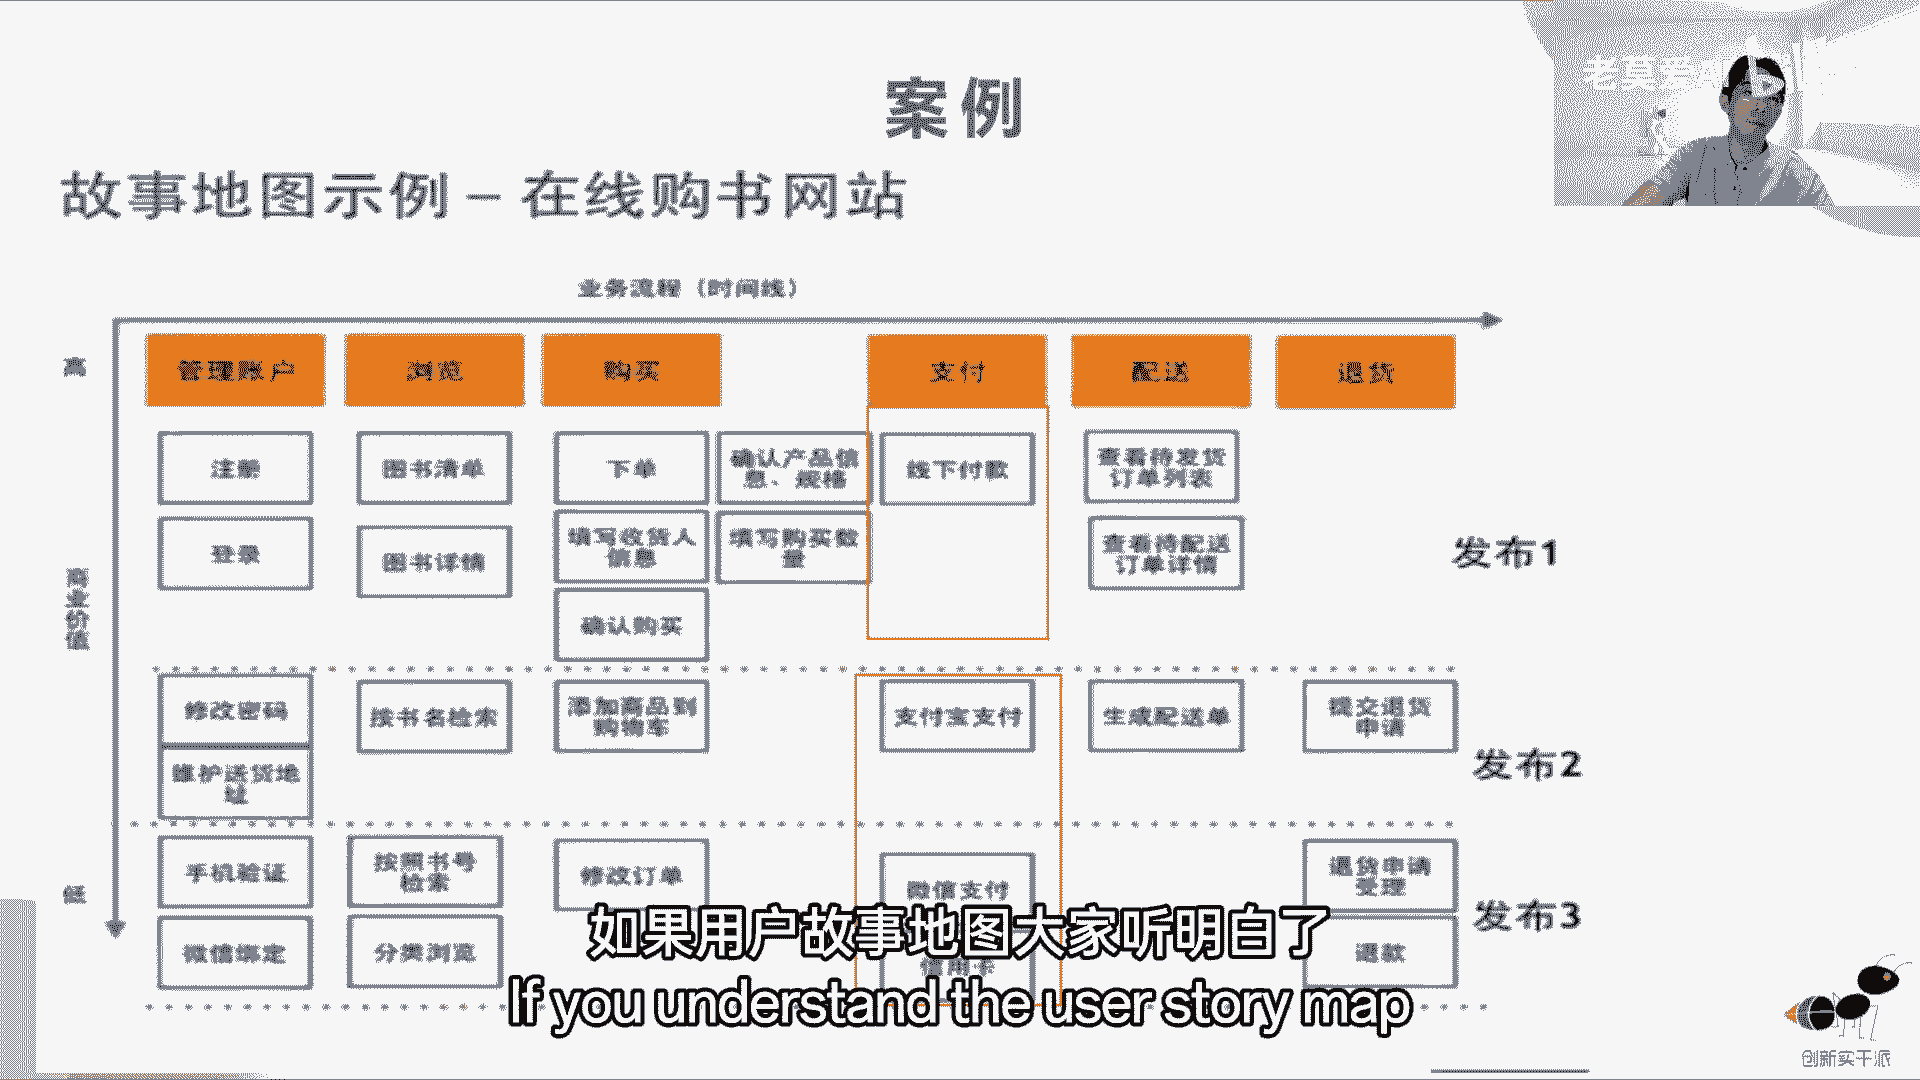 案例
故事地图示例 – 在线购书网站
业务流程（时间线）
高
商业价值
低
管理账户
浏览
购买
支付
配送
退货
注册
图书清单
下单
确认产品信
息、规格
线下付款
查看待发货
订单列表
登录
图书详情
填写收货人
信息
填写购买数
量
查看待配送
订单详情
确认购买
发布1
修改密码
按书名检索
添加商品到
购物车
支付宝支付
生成配送单
提交退货
申请
维护送货地
址
发布2
手机验证
按照书号
检索
修改订单
微信支付
退货申请
受理
发布3
微信绑定
分类浏览
信用卡
退款
如果用户故事地图大家听明白了
If you understand the user story map
创新实干派